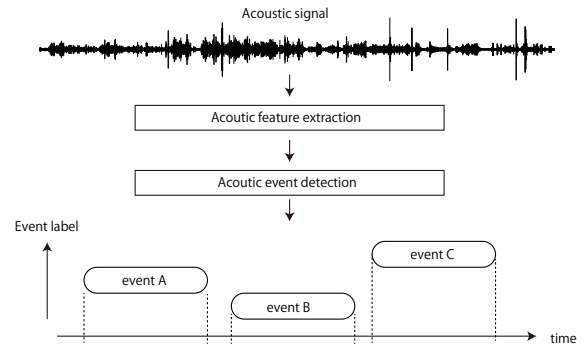 Acoustic signal
Acoutic feature extraction
Acoutic event detection
Event label
event C
event A
event B
time